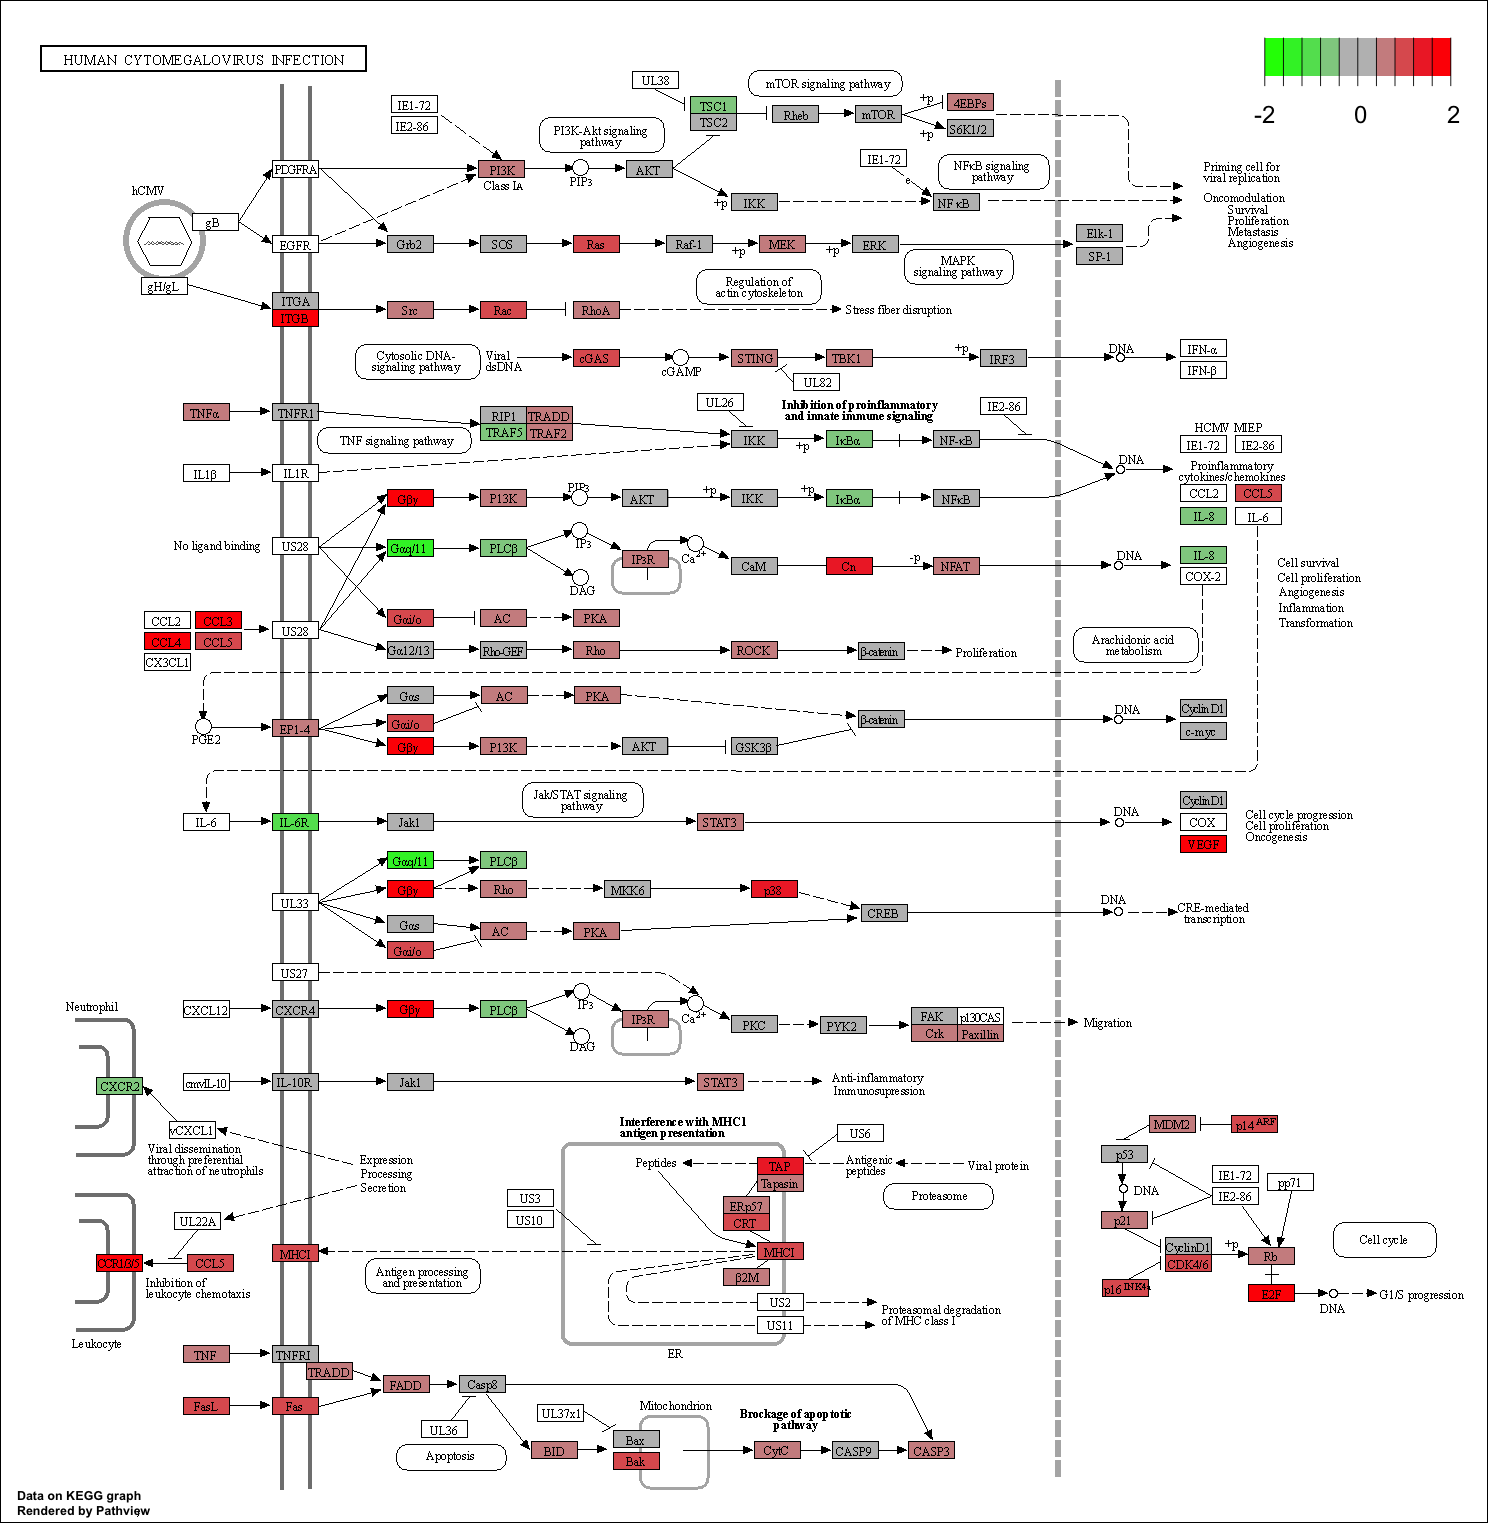 HUMAN CYTOMEGALOVIRUS INFECTION
-2
0
2
UL38
mTOR signaling pathway
IE1-72
IE2-86
PI3K-Akt signaling
pathway
TSC1
TSC2
Rheb
mTOR
+p
4EBPs
S6K1/2
+p
PDGFRA
PI3K
Class IA
PIP3
AKT
IE1-72
NFκB signaling
pathway
Priming cell for
viral replication
hCMV
+p
IKK
e
NFκB
Oncomodulation
Survival
Proliferation
Metastasis
Angiogenesis
gB
EGFR
Grb2
SOS
Ras
Raf-1
+p
MEK
+p
ERK
Elk-1
SP-1
MAPK
signaling pathway
gH/gL
Regulation of
actin cytoskeleton
ITGA
ITGB
Src
Rac
RhoA
Stress fiber disruption
Cytosolic DNA-
signaling pathway
Viral
dsDNA
cGAS
cGAMP
STING
TBK1
+p
IRF3
DNA
IFN-α
IFN-β
UL82
TNFα
TNFR1
RIP1
TRADD
TRAF5
TRAF2
UL26
Inhibition of proinflammatory
and innate immune signaling
IE2-86
TNF signaling pathway
IKK
+p
IκBα
NF-κB
HCMV MIEP
IE1-72
IE2-86
IL1β
IL1R
DNA
Proinflammatory
cytokines/chemokines
CCL2
CCL5
IL-8
IL-6
Gβγ
P13K
PIP3
AKT
+p
IKK
+p
IκBα
NFκB
No ligand binding
US28
Gαq/11
PLCβ
IP3
DAG
IP3R
Ca2+
CaM
Cn
-p
NFAT
DNA
IL-8
COX-2
Cell survival
Cell proliferation
Angiogenesis
Inflammation
Transformation
CCL2
CCL3
CCL4
CCL5
CX3CL1
US28
Gαi/o
AC
PKA
Gα12/13
Rho-GEF
Rho
ROCK
β-catenin
Proliferation
Arachidonic acid
metabolism
PGE2
EP1-4
Gαs
AC
PKA
Gαi/o
Gβγ
P13K
AKT
GSK3β
β-catenin
DNA
CyclinD1
c-myc
Jak/STAT signaling
pathway
IL-6
IL-6R
Jak1
STAT3
DNA
CyclinD1
COX
VEGF
Cell cycle progression
Cell proliferation
Oncogenesis
UL33
Gαq/11
PLCβ
Gβγ
Rho
MKK6
p38
Gαs
AC
PKA
Gαi/o
CREB
DNA
CRE-mediated
transcription
US27
Neutrophil
CXCL12
CXCR4
Gβγ
PLCβ
IP3
DAG
IP3R
Ca2+
PKC
PYK2
FAK
p130CAS
Crk
Paxillin
Migration
CXCR2
cmvIL-10
IL-10R
Jak1
STAT3
Anti-inflammatory
Immunosupression
vCXCL1
Viral dissemination
through preferential
attraction of neutrophils
Expression
Processing
Secretion
Interference with MHC1
antigen presentation
US6
Peptides
TAP
Tapasin
Antigenic
peptides
Viral protein
Proteasome
US3
US10
ERp57
CRT
MHCI
MHCI
β2M
US2
US11
Proteasomal degradation
of MHC class I
ER
Antigen processing
and presentation
UL22A
CCR1/3/5
CCL5
Inhibition of
leukocyte chemotaxis
Leukocyte
MDM2
p14ARF
p53
DNA
IE1-72
IE2-86
pp71
p21
CyclinD1
CDK4/6
+p
Rb
Cell cycle
p16INK4a
E2F
DNA
G1/S progression
TNF
TNFRI
TRADD
FADD
Casp8
FasL
Fas
UL36
Apoptosis
UL37x1
Mitochondrion
Brockage of apoptotic
pathway
BID
Bax
Bak
CytC
CASP9
CASP3
Data on KEGG graph
Rendered by Pathview